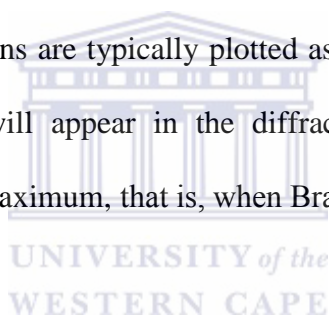 ns are typically plotted as
will appear in the diffrac
aximum, that is, when Bra
UNIVERSITY of the
WESTERN CAPE